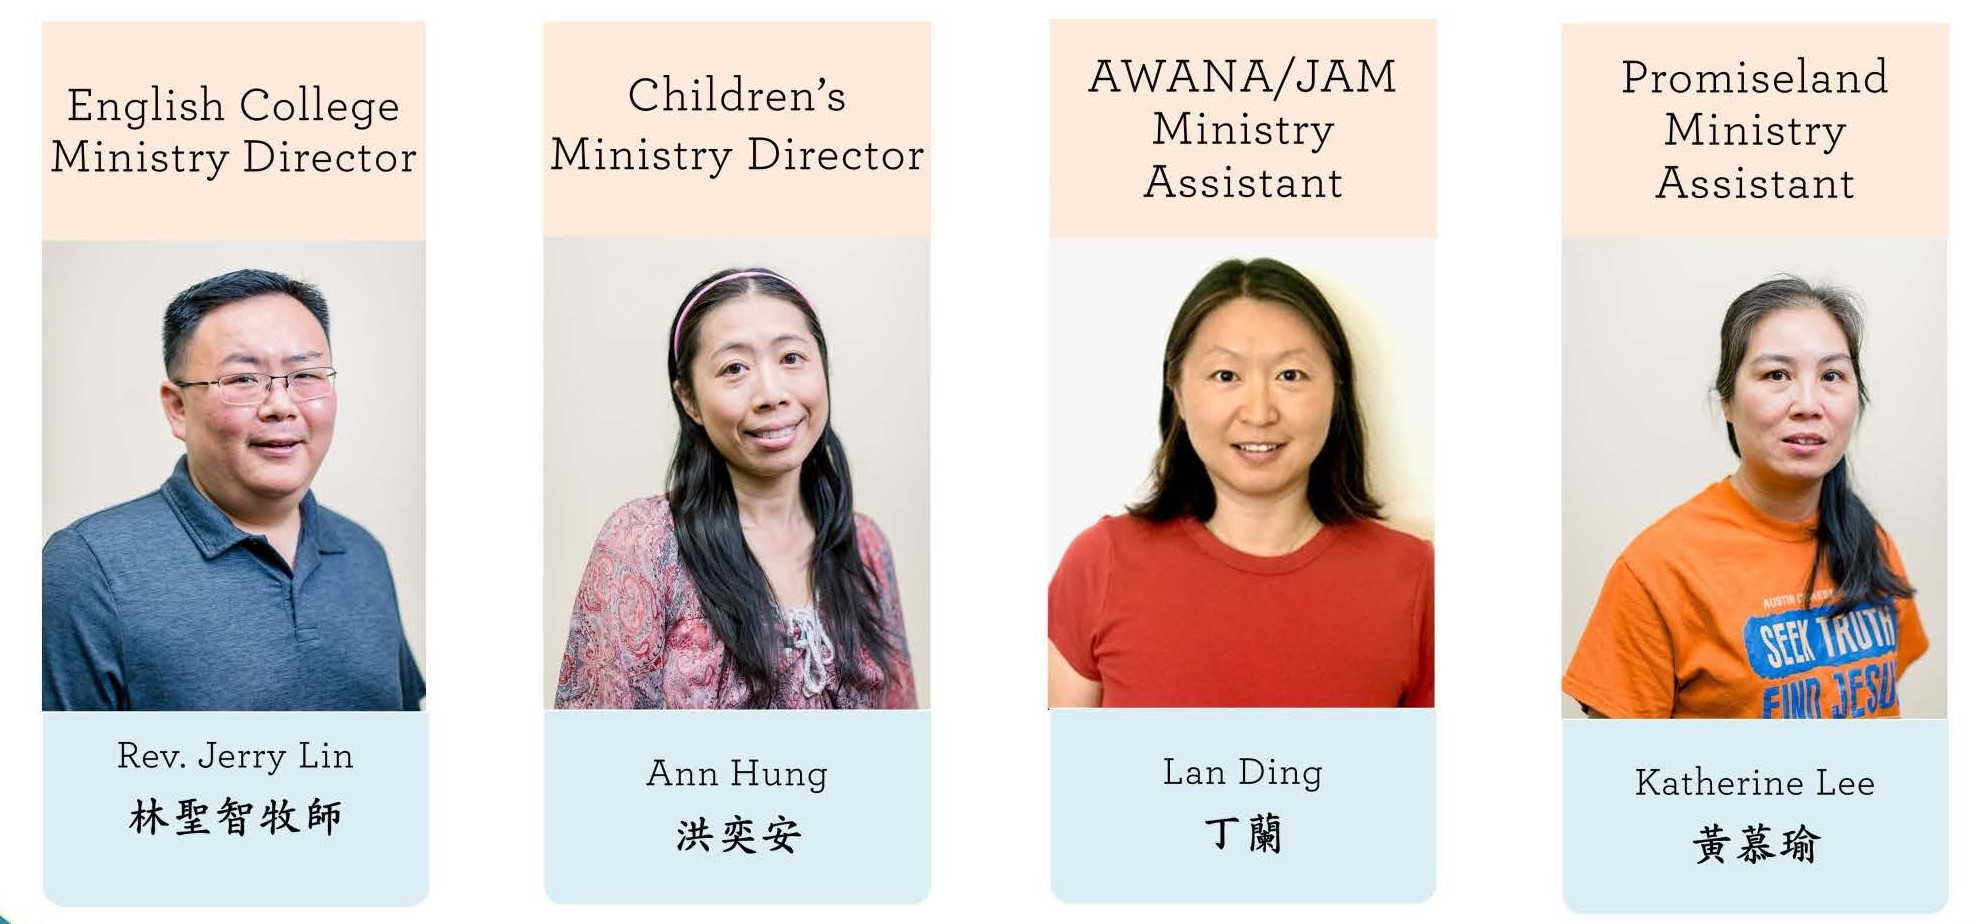 English College
Ministry Director
Rev. Jerry Lin
林聖智牧師
Children's
Ministry Director
Ann Hung
洪奕安
AWANA/JAM
Ministry
Assistant
Lan Ding
丁蘭
Promiseland
Ministry
Assistant
AUSTIN
SEEK TRUTH
FIND JESU
Katherine Lee
黃慕瑜